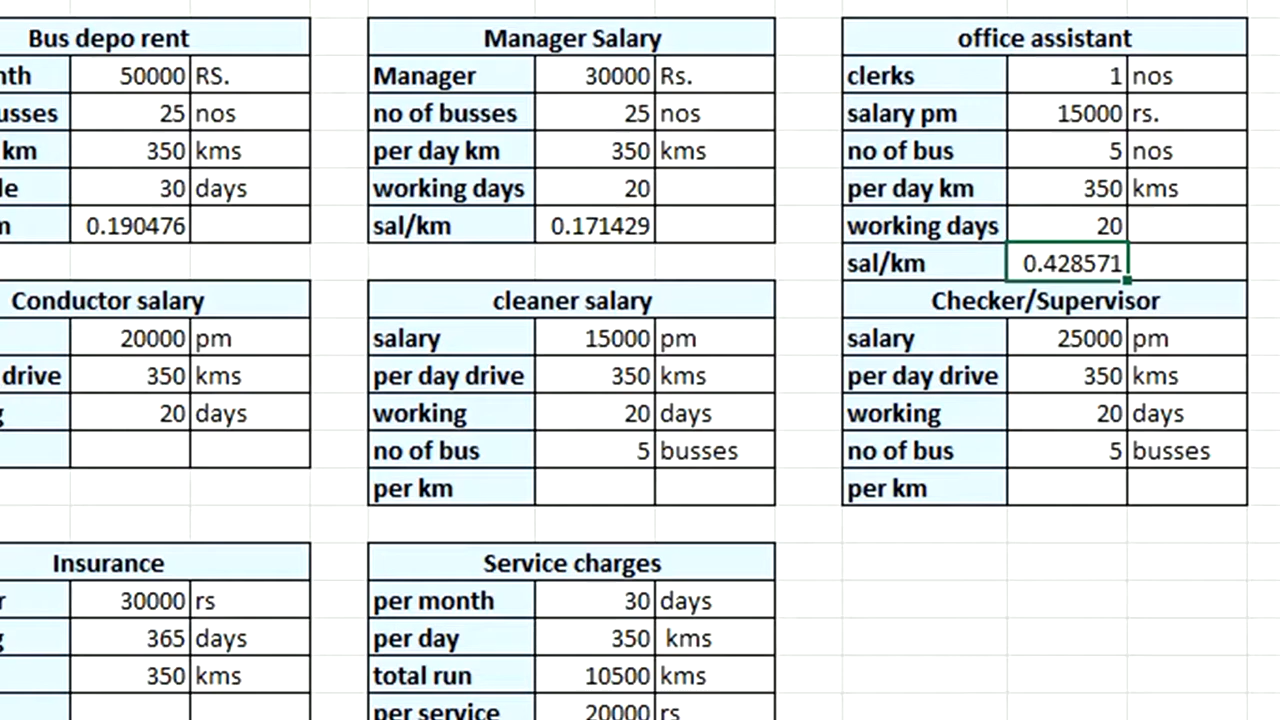 Bus depo rent
nth 50000 RS.
usses 25 nos
km 350 kms
le 30 days
m 0.190476
Manager Salary
Manager 30000 Rs.
no of busses 25 nos
per day km 350 kms
working days 20
sal/km 0.171429
office assistant
clerks 1 nos
salary pm 15000 rs.
no of bus 5 nos
per day km 350 kms
working days 20
sal/km 0.428571
Conductor salary
20000 pm
drive 350 kms
g 20 days
cleaner salary
salary 15000 pm
per day drive 350 kms
working 20 days
no of bus 5 busses
per km
Checker/Supervisor
salary 25000 pm
per day drive 350 kms
working 20 days
no of bus 5 busses
per km
Insurance
r 30000 rs
g 365 days
350 kms
Service charges
per month 30 days
per day 350 kms
total run 10500 kms
per service 20000 rs